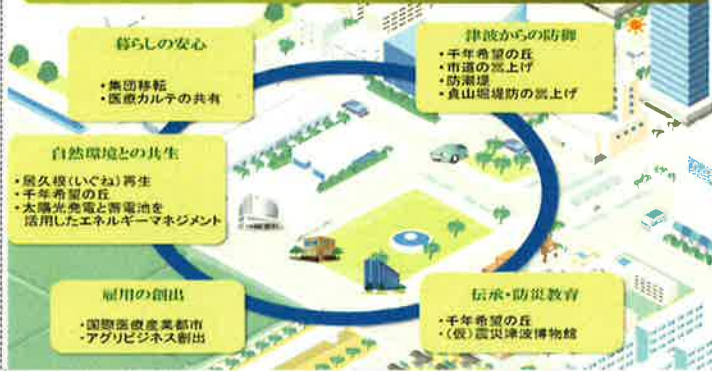 暮らしの安心
・集団移転
・医療カルテの共有
津波からの防御
・千年希望の丘
・市道の嵩上げ
・防潮堤
・貞山堀堤防の嵩上げ
自然環境との共生
・居久根(いぐね)再生
・千年希望の丘
・太陽光発電と蓄電池を
活用したエネルギーマネジメント
雇用の創出
・国際医療産業都市
・アグリビジネス創出
伝承・防災教育
・千年希望の丘
・(仮)震災津波博物館